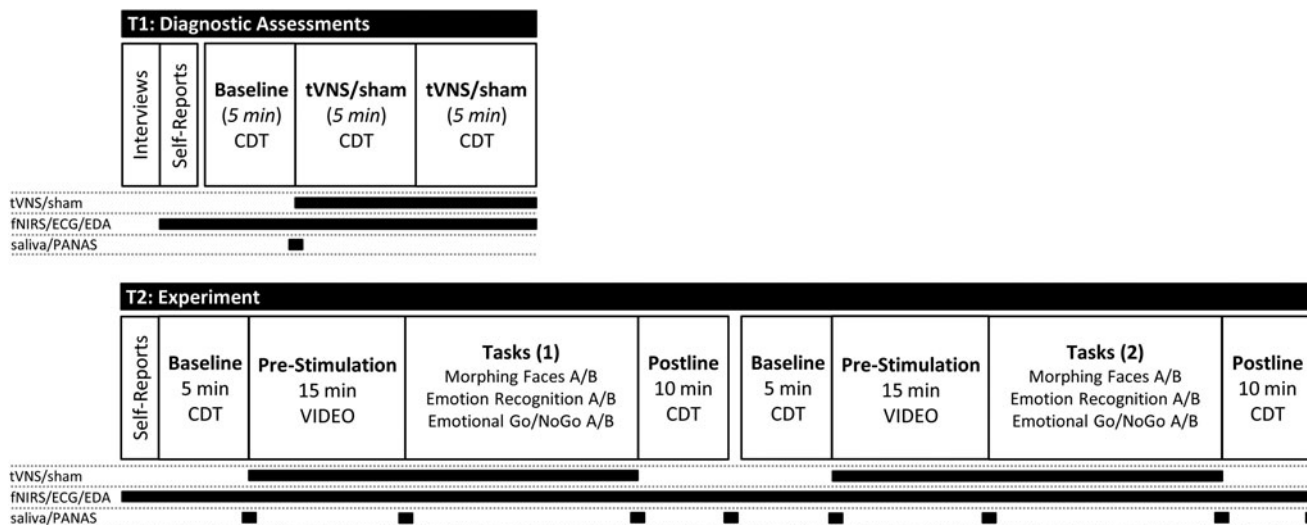 T1: Diagnostic Assessments
Interviews
Self-Reports
Baseline
(5 min)
CDT
tVNS/sham
(5 min)
CDT
tVNS/sham
(5 min)
CDT
tVNS/sham
fNIRS/ECG/EDA
saliva/PANAS
T2: Experiment
Self-Reports
Baseline
5 min
CDT
Pre-Stimulation
15 min
VIDEO
Tasks (1)
Morphing Faces A/B
Emotion Recognition A/B
Emotional Go/NoGo A/B
Postline
10 min
CDT
Baseline
5 min
CDT
Pre-Stimulation
15 min
VIDEO
Tasks (2)
Morphing Faces A/B
Emotion Recognition A/B
Emotional Go/NoGo A/B
Postline
10 min
CDT
tVNS/sham
fNIRS/ECG/EDA
saliva/PANAS